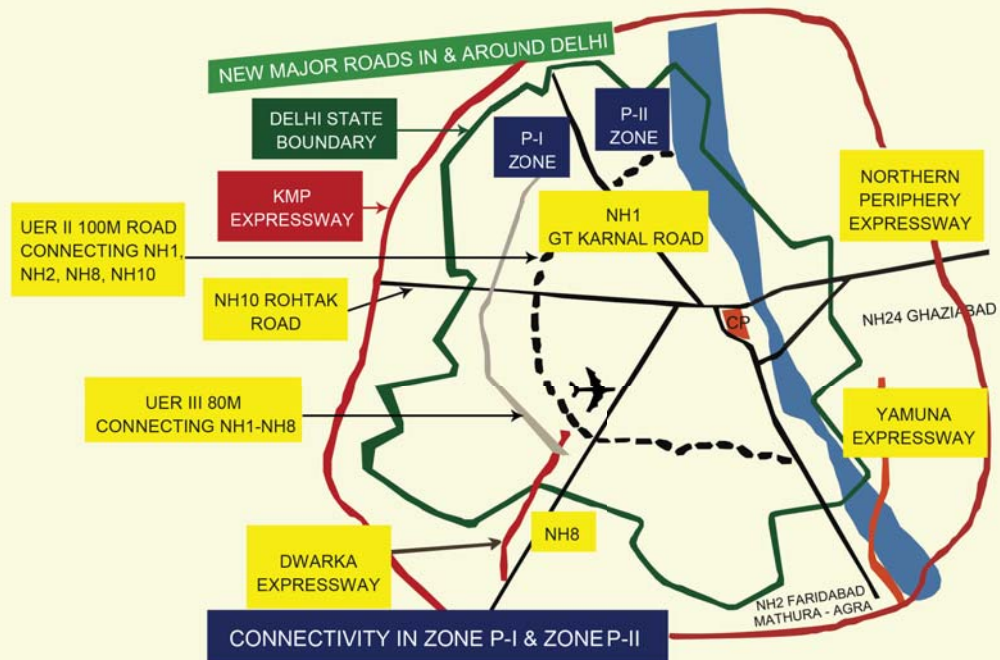 NEW MAJOR ROADS IN & AROUND DELHI
DELHI STATE
BOUNDARY
P-I
ZONE
P-II
ZONE
KMP
EXPRESSWAY
NORTHERN
PERIPHERY
EXPRESSWAY
UER II 100M ROAD
CONNECTING NH1,
NH2, NH8, NH10
NH1
GT KARNAL ROAD
NH10 ROHTAK
ROAD
CP
NH24 GHAZIABAD
UER III 80M
CONNECTING NH1-NH8
YAMUNA
EXPRESSWAY
NH8
DWARKA
EXPRESSWAY
NH2 FARIDABAD
MATHURA - AGRA
CONNECTIVITY IN ZONE P-I & ZONE P-II